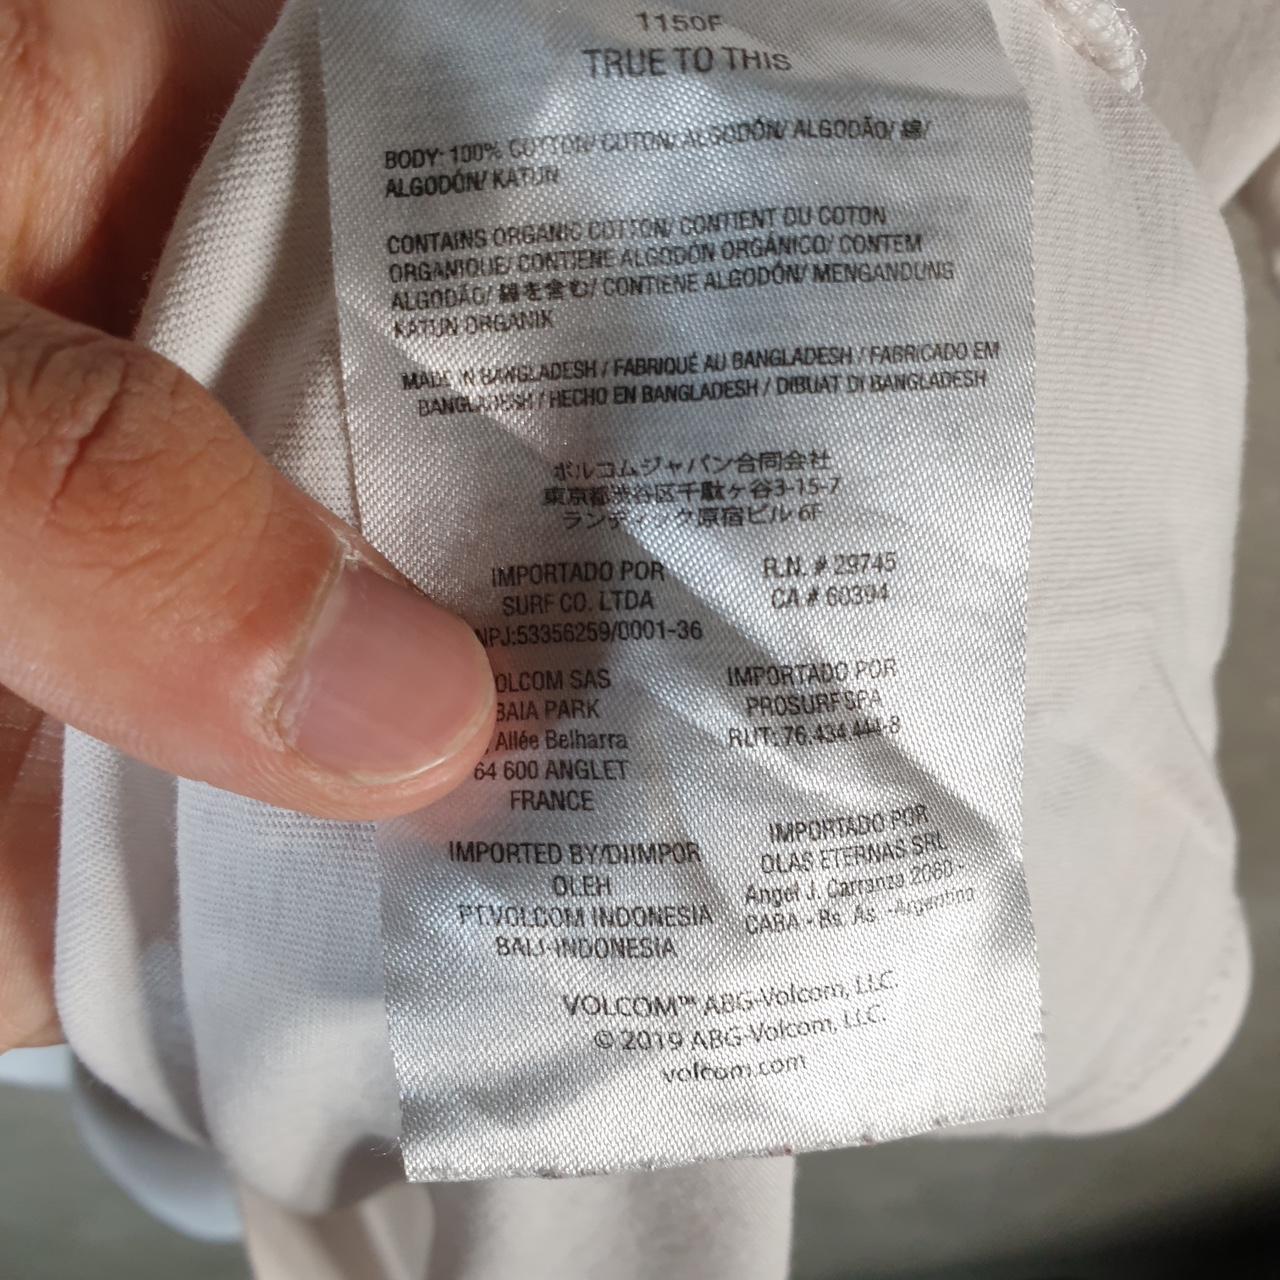 1150F
TRUE TO THIS
BODY: 100% COTTON/ COTON/ ALGODÓN/ ALGODÃO/ 綿/
ALGODÓN/ KATUN
CONTAINS ORGANIC COTTON/ CONTIENT DU COTON
ORGANIQUE/ CONTIENE ALGODÓN ORGÁNICO/ CONTEM
ALGODÃO/ 綿を含む/ CONTIENE ALGODÓN/ MENGANDUNG
KATUN ORGANIK
MADE IN BANGLADESH / FABRIQUÉ AU BANGLADESH / FABRICADO EM
BANGLADESH / HECHO EN BANGLADESH / DIBUAT DI BANGLADESH
ボルコムジャパン合同会社
東京都渋谷区千駄ヶ谷3-15-7
ランディック原宿ビル 6F
IMPORTADO POR
SURF CO. LTDA
NPJ:53356259/0001-36
R.N. # 29745
CA # 60394
OLCOM SAS
BAIA PARK
, Allée Belharra
64 600 ANGLET
FRANCE
IMPORTADO POR
PROSURF SPA
RUT: 76.434.444-8
IMPORTED BY/DIIMPOR
OLEH
PT.VOLCOM INDONESIA
BALI-INDONESIA
IMPORTADO POR
OLAS ETERNAS SRL
Angel J. Carranza 2060 -
CABA - Bs. As. -Argentina
VOLCOM™ ABG-Volcom, LLC.
© 2019 ABG-Volcom, LLC.
volcom.com